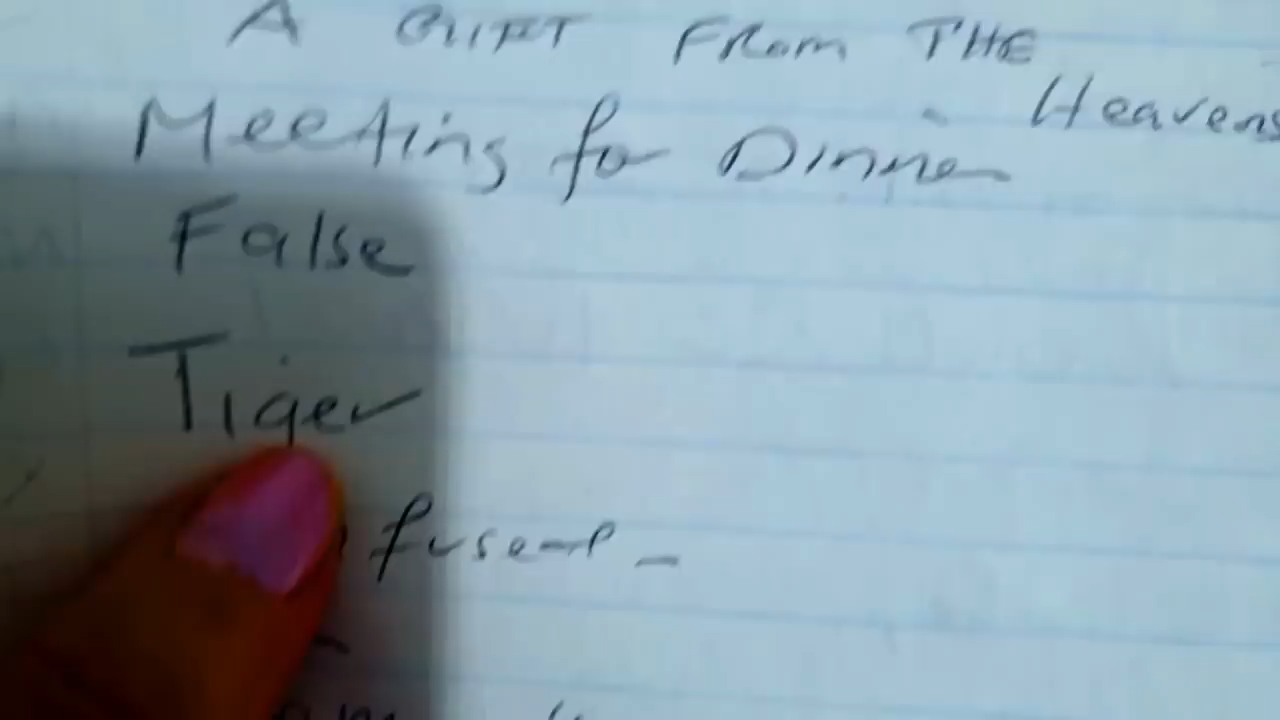 A GIFT FROM THE
Heavens
Meeting for Dinner
False
Tiger